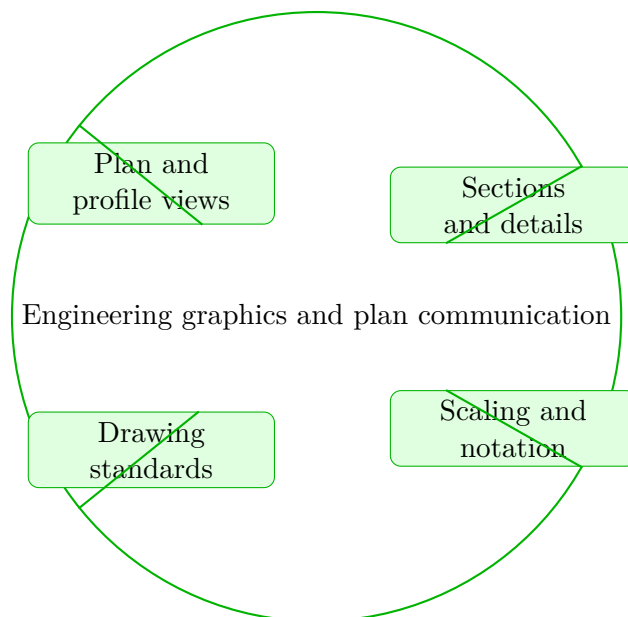 Plan and
profile views
Sections
and details
Engineering graphics and plan communication
Drawing
standards
Scaling and
notation